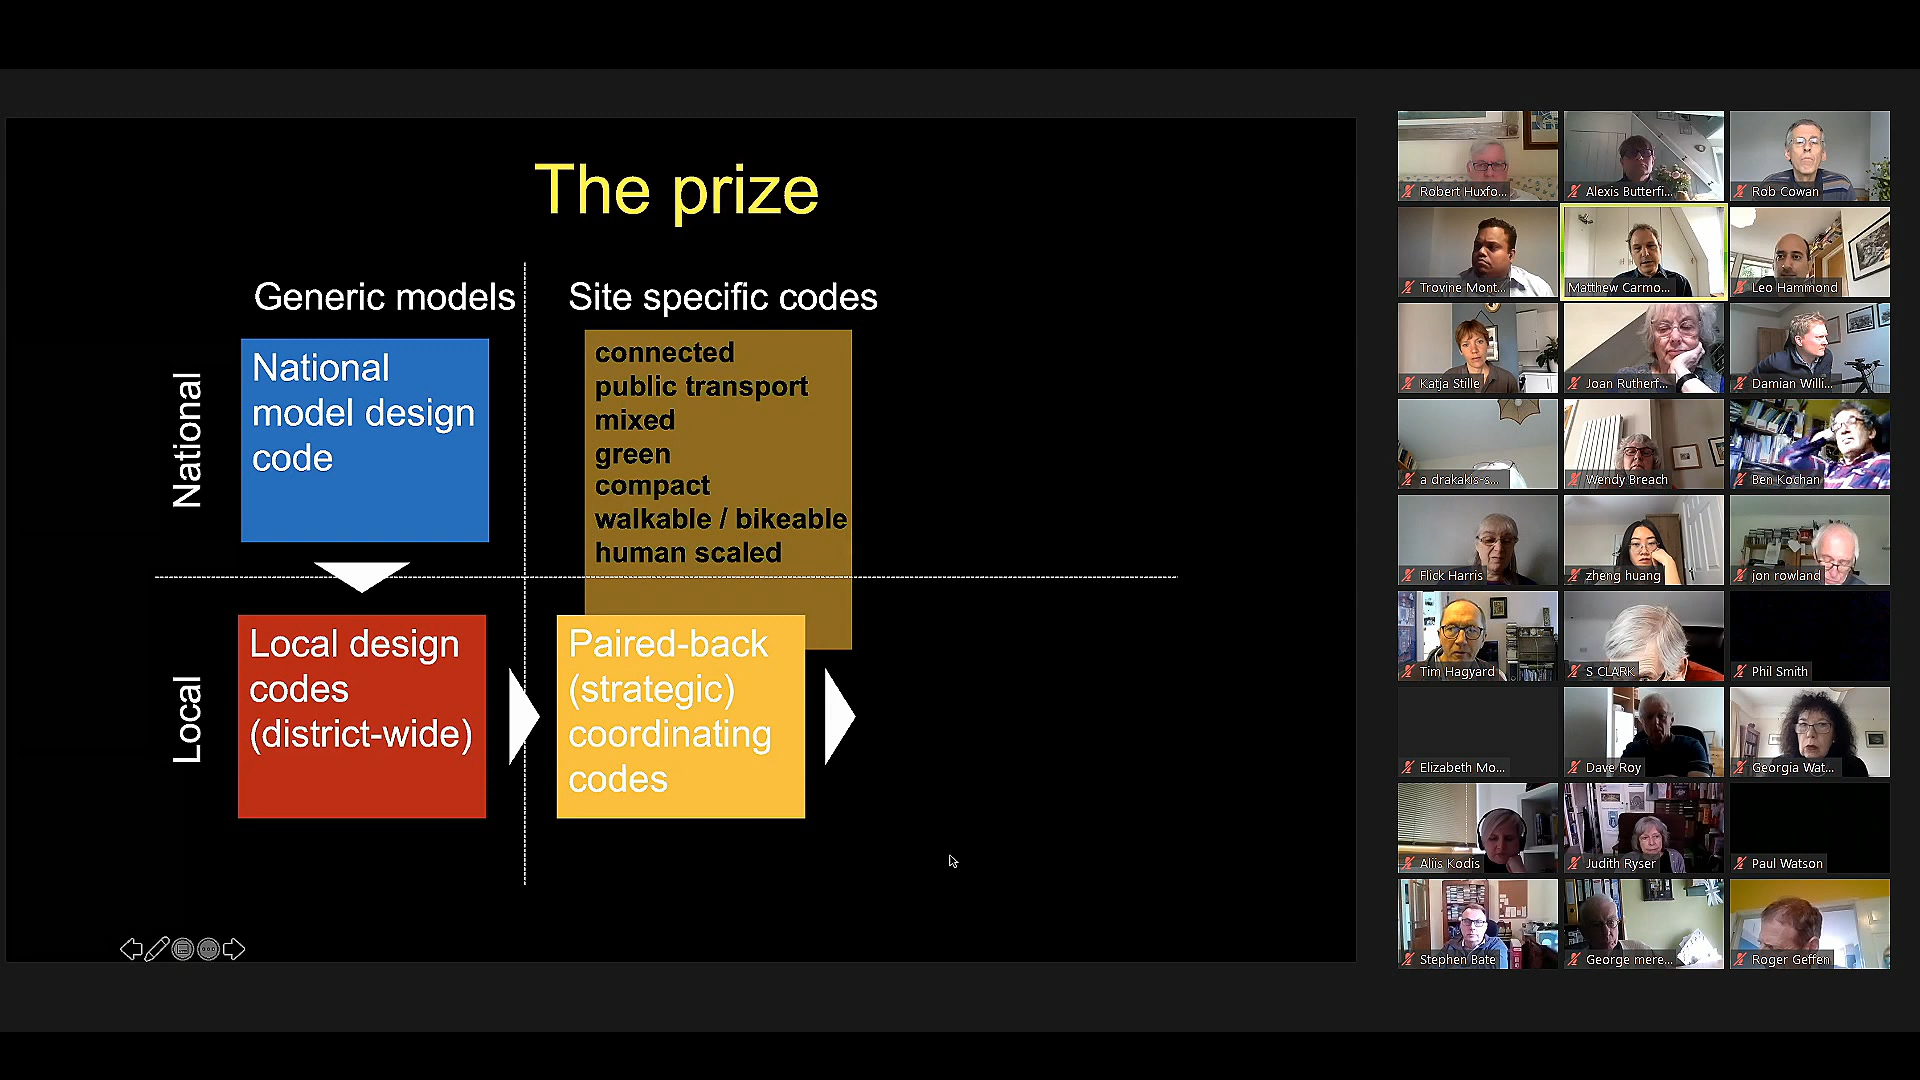 The prize
Generic models
Site specific codes
National
National
model design
code
connected
public transport
mixed
green
compact
walkable / bikeable
human scaled
Local
Local design
codes
(district-wide)
Paired-back
(strategic)
coordinating
codes
Robert Huxfo...
Alexis Butterfi...
Rob Cowan
Trovine Mont...
Matthew Carmo...
Leo Hammond
Katja Stille
Joan Rutherf...
Damian Willi...
a drakakis-s...
Wendy Breach
Ben Kochan
Flick Harris
zheng huang
jon rowland
Tim Hagyard
S CLARK
Phil Smith
Elizabeth Mo...
Dave Roy
Georgia Wat...
Aliis Kodis
Judith Ryser
Paul Watson
Stephen Bate
George mere...
Roger Geffen